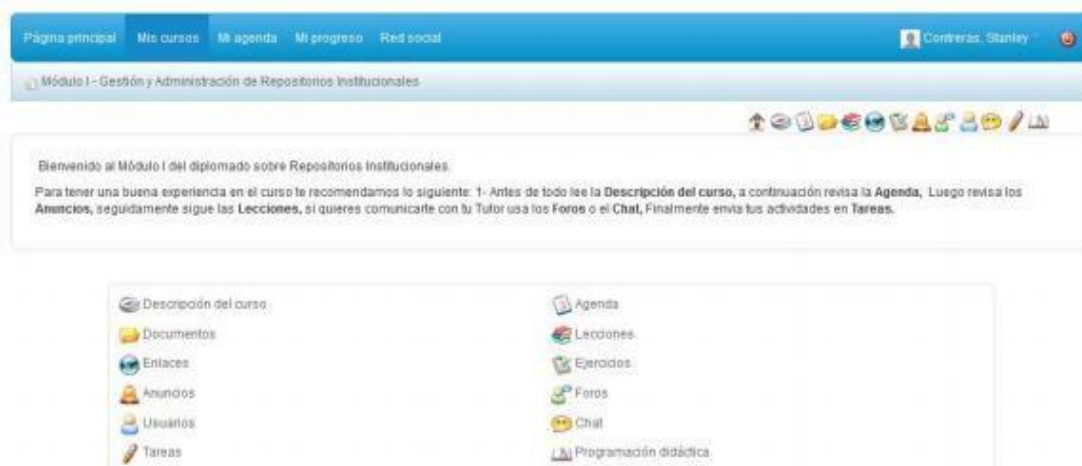 Página principal Mis cursos Mi agenda Mi progreso Red social Contreras, Stanley
Módulo I - Gestión y Administración de Repositorios Institucionales
Bienvenido al Módulo I del diplomado sobre Repositorios Institucionales.
Para tener una buena experiencia en el curso te recomendamos lo siguiente: 1- Antes de todo lee la Descripción del curso, a continuación revisa la Agenda, Luego revisa los
Anuncios, seguidamente sigue las Lecciones, si quieres comunicarte con tu Tutor usa los Foros o el Chat, Finalmente envia tus actividades en Tareas.
Descripción del curso Agenda
Documentos Lecciones
Enlaces Ejercicios
Anuncios Foros
Usuarios Chat
Tareas Programación didáctica